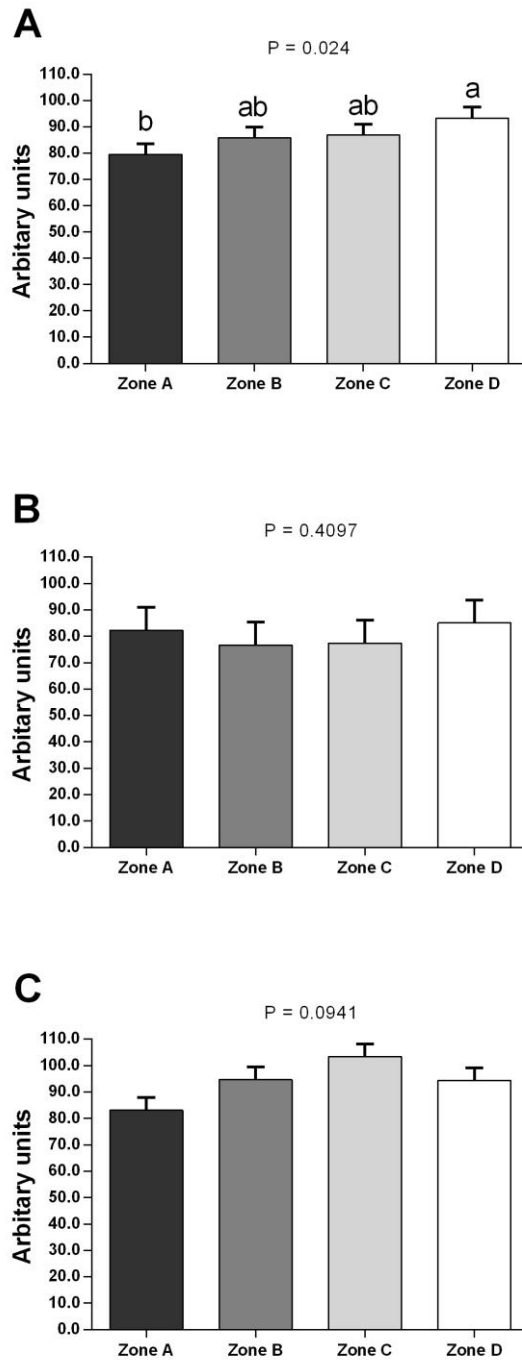 A
P = 0.024
Arbitary units
110.0
100.0
90.0
80.0
70.0
60.0
50.0
40.0
30.0
20.0
10.0
0.0
b ab ab a
Zone A Zone B Zone C Zone D
B
P = 0.4097
Arbitary units
110.0
100.0
90.0
80.0
70.0
60.0
50.0
40.0
30.0
20.0
10.0
0.0
Zone A Zone B Zone C Zone D
C
P = 0.0941
Arbitary units
110.0
100.0
90.0
80.0
70.0
60.0
50.0
40.0
30.0
20.0
10.0
0.0
Zone A Zone B Zone C Zone D